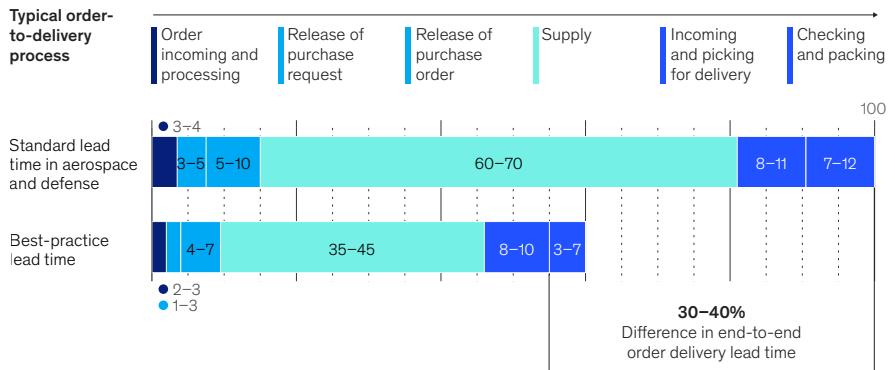 Typical order-
to-delivery
process
Order
incoming and
processing
Release of
purchase
request
Release of
purchase
order
Supply
Incoming
and picking
for delivery
Checking
and packing
100
3–4
Standard lead
time in aerospace
and defense
3–5
5–10
60–70
8–11
7–12
Best-practice
lead time
4–7
35–45
8–10
3–7
2–3
1–3
30–40%
Difference in end-to-end
order delivery lead time